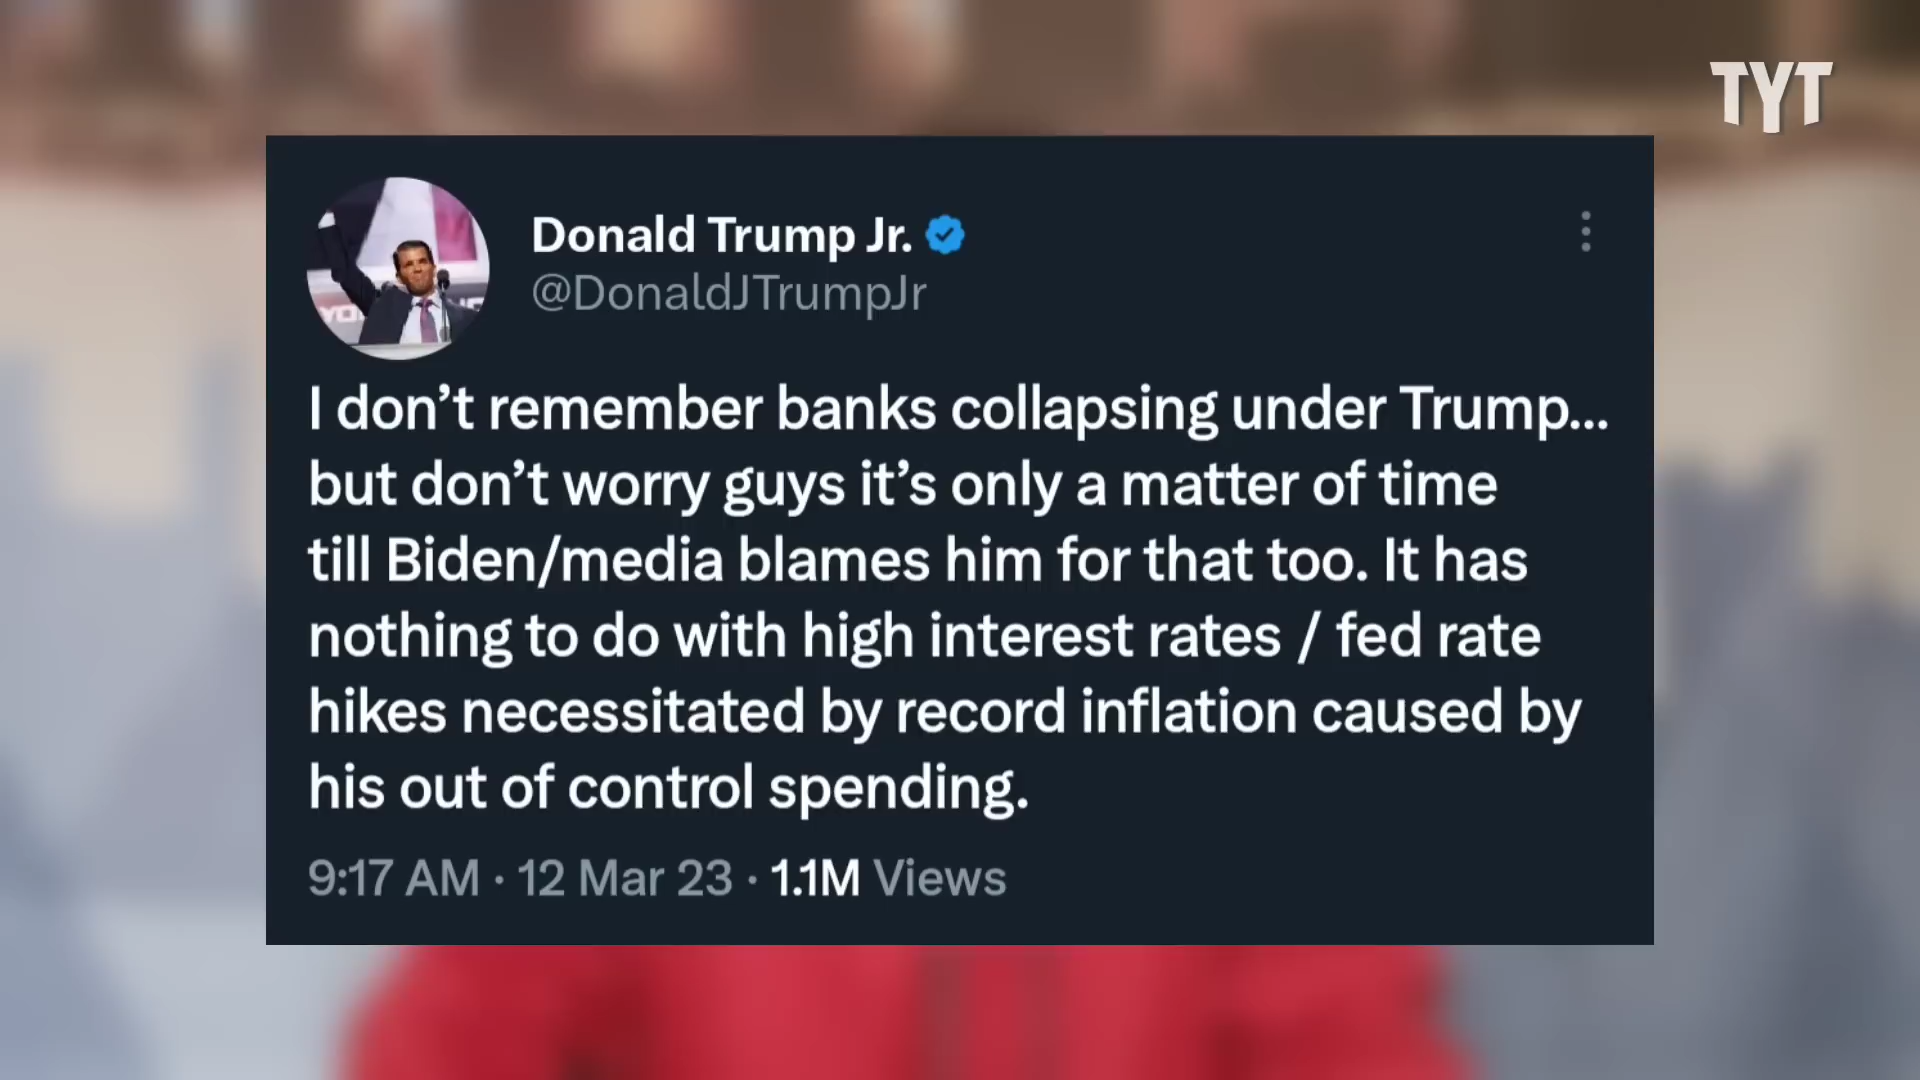 TYT
Donald Trump Jr.
@DonaldJTrumpJr
I don’t remember banks collapsing under Trump...
but don’t worry guys it’s only a matter of time
till Biden/media blames him for that too. It has
nothing to do with high interest rates / fed rate
hikes necessitated by record inflation caused by
his out of control spending.
9:17 AM · 12 Mar 23 · 1.1M Views